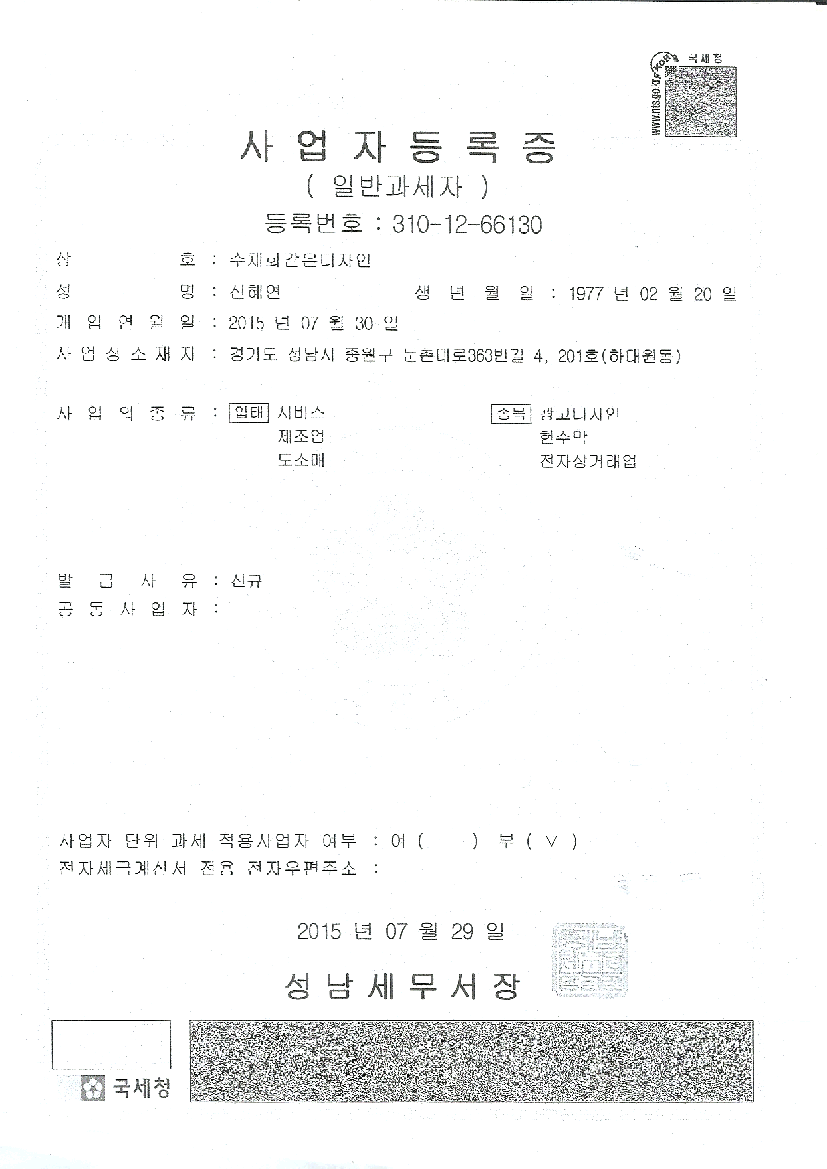 국세청
사업자등록증
( 일반과세자 )
등록번호 : 310-12-66130
상 호 : 수채화간판디자인
성 명 : 신혜연 생 년 월 일 : 1977 년 02 월 20 일
개 업 연 월 일 : 2015 년 07 월 30 일
사 업 장 소 재 지 : 경기도 성남시 중원구 둔촌대로363번길 4, 201호(하대원동)
사 업 의 종 류 : 업태 서비스 종목 광고디자인
제조업 현수막
도소매 전자상거래업
발 급 사 유 : 신규
공 동 사 업 자 :
사업자 단위 과세 적용사업자 여부 : 여 ( ) 부 ( V )
전자세금계산서 전용 전자우편주소 :
2015 년 07 월 29 일
성남세무서장
국세청